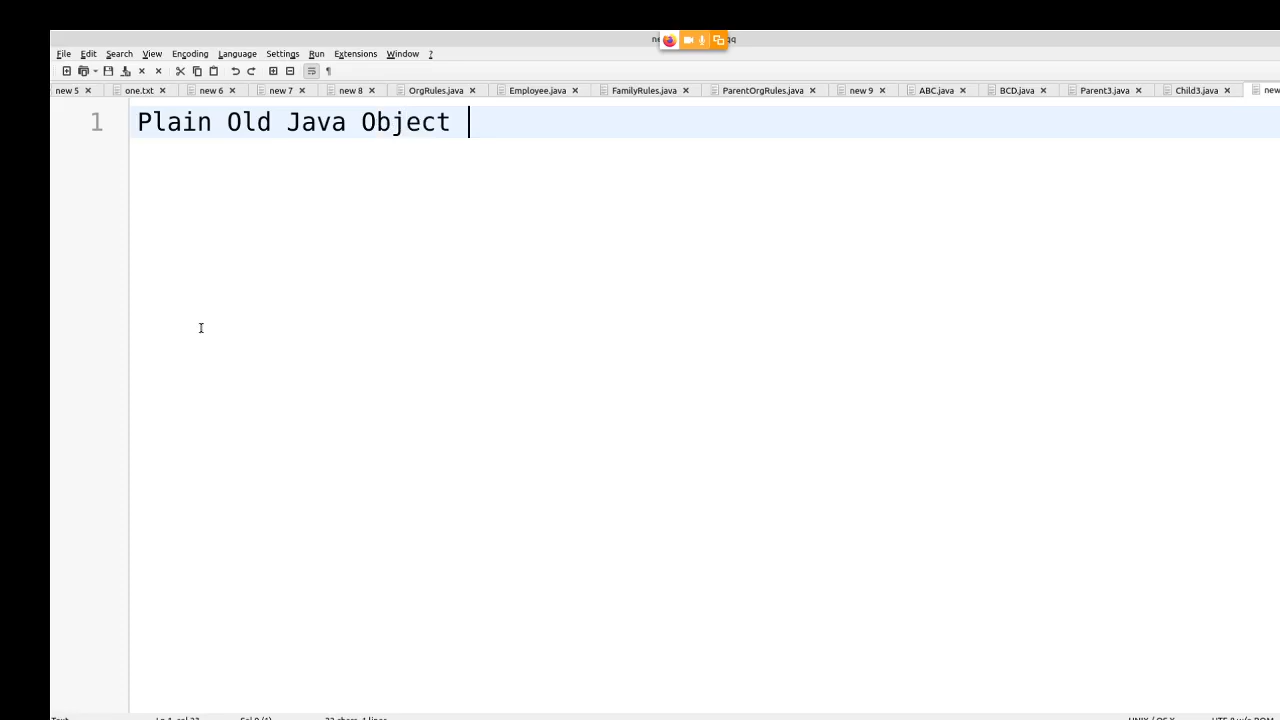 File Edit Search View Encoding Language Settings Run Extensions Window ?
new 5 one.txt new 6 new 7 new 8 OrgRules.java Employee.java FamilyRules.java ParentOrgRules.java new 9 ABC.java BCD.java Parent3.java Child3.java new
1 Plain Old Java Object